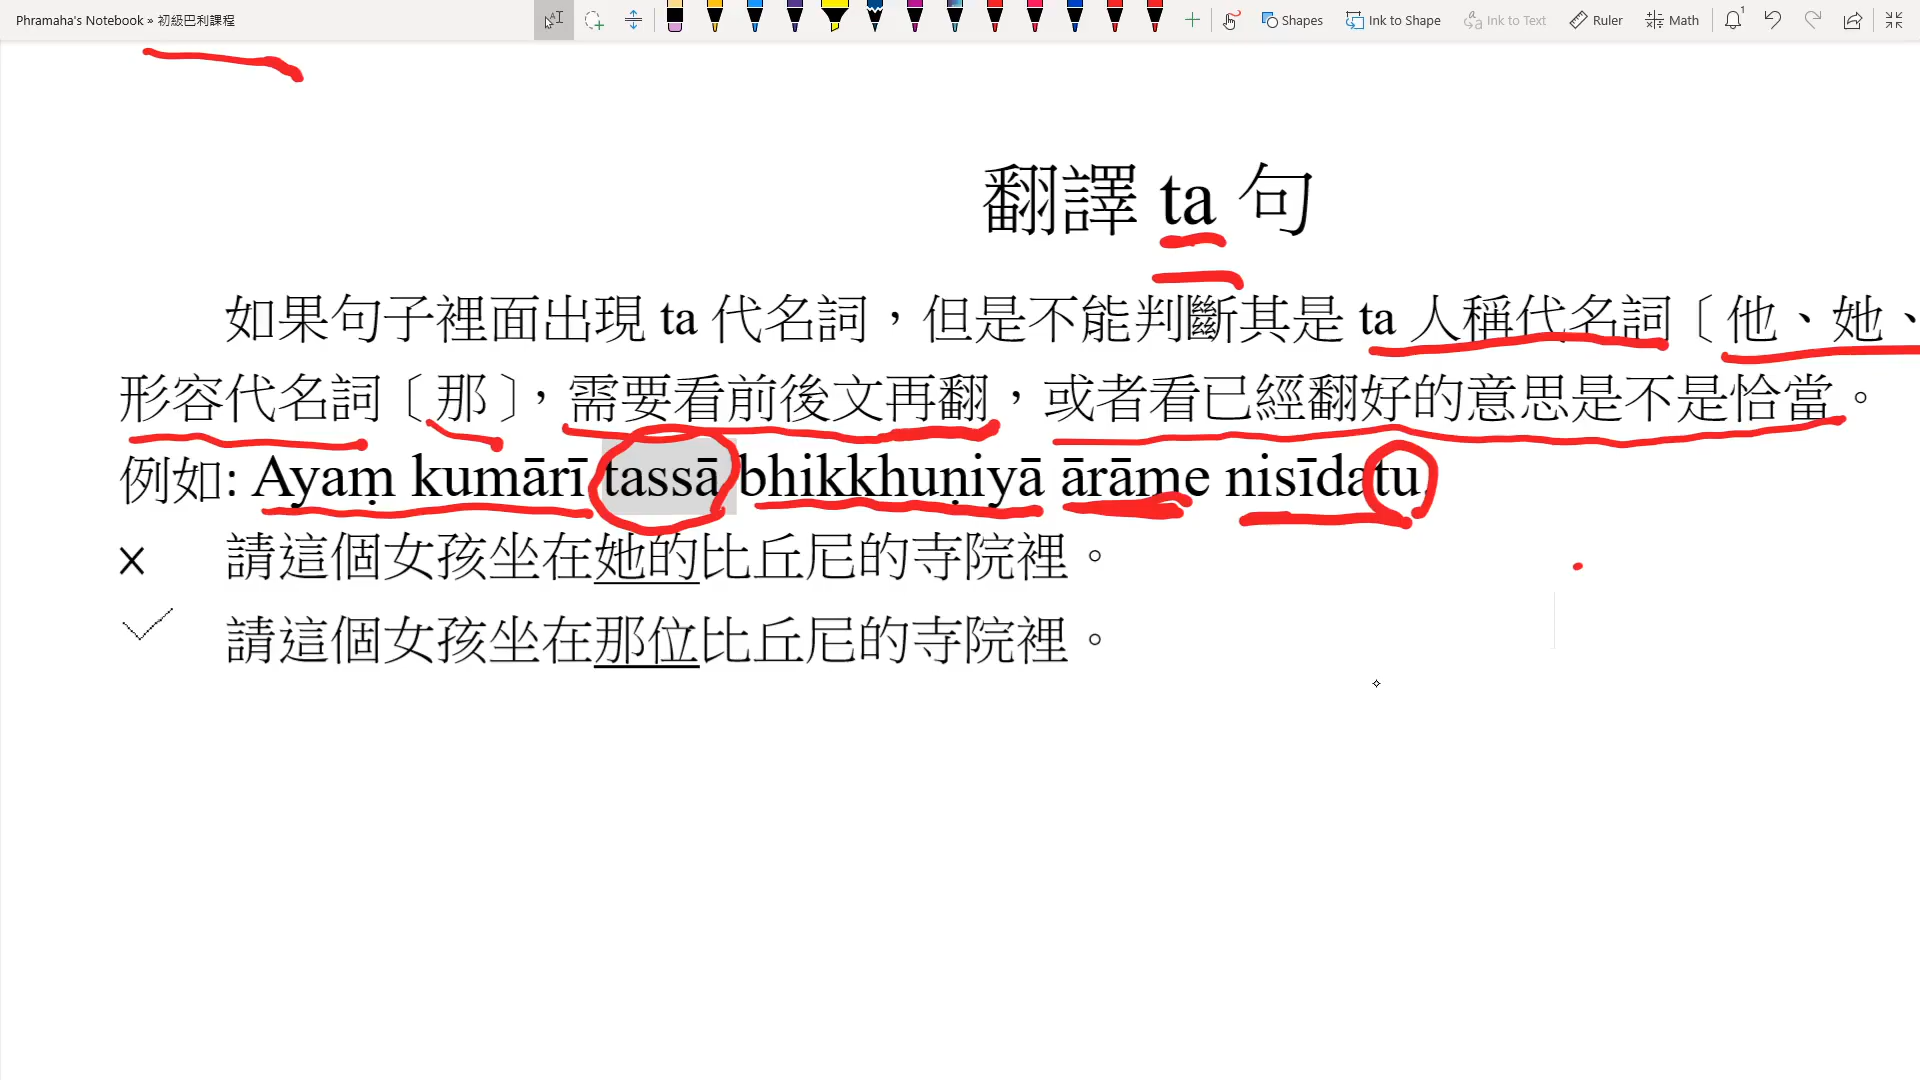 Phramaha's Notebook » 初級巴利課程
Shapes Ink to Shape Ink to Text Ruler Math 1
翻譯 ta 句
如果句子裡面出現 ta 代名詞，但是不能判斷其是 ta 人稱代名詞〔他、她、
形容代名詞〔那〕，需要看前後文再翻，或者看已經翻好的意思是不是恰當。
例如: Ayaṃ kumārī tassā bhikkhuṇiyā ārāme nisīdatu.
x 請這個女孩坐在她的比丘尼的寺院裡。
請這個女孩坐在那位比丘尼的寺院裡。